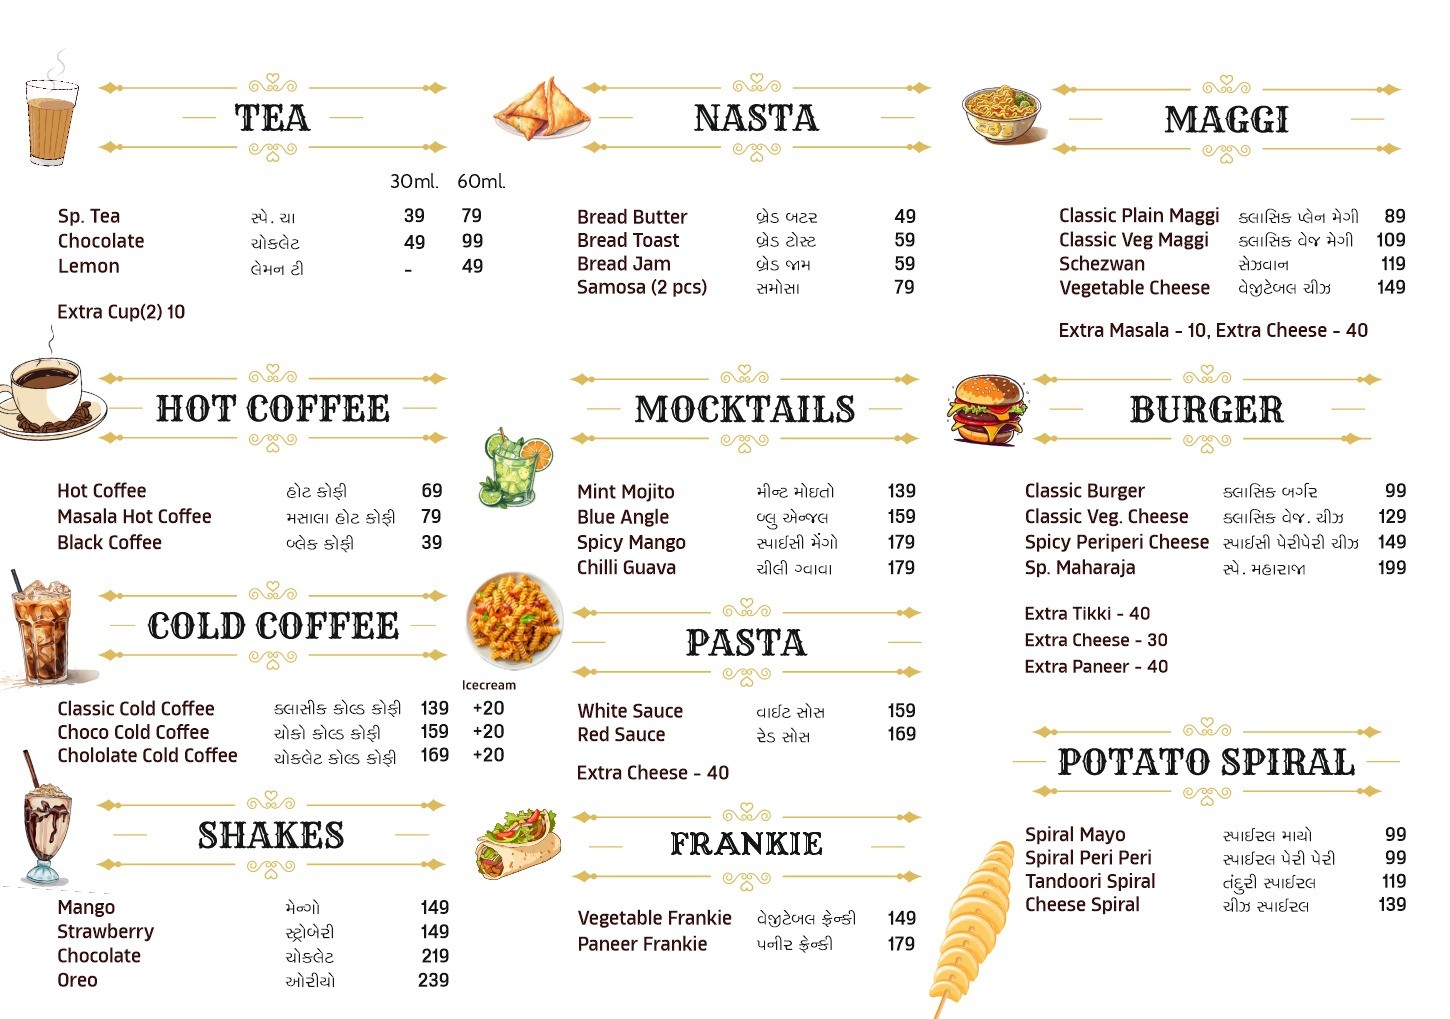 TEA
30ml. 60ml.
Sp. Tea સ્પે. ચા 39 79
Chocolate ચોકલેટ 49 99
Lemon લેમન ટી - 49
Extra Cup(2) 10
HOT COFFEE
Hot Coffee હોટ કોફી 69
Masala Hot Coffee મસાલા હોટ કોફી 79
Black Coffee બ્લેક કોફી 39
COLD COFFEE
Icecream
Classic Cold Coffee ક્લાસીક કોલ્ડ કોફી 139 +20
Choco Cold Coffee ચોકો કોલ્ડ કોફી 159 +20
Chololate Cold Coffee ચોકલેટ કોલ્ડ કોફી 169 +20
SHAKES
Mango મેન્ગો 149
Strawberry સ્ટ્રોબેરી 149
Chocolate ચોકલેટ 219
Oreo ઓરીયો 239
NASTA
Bread Butter બ્રેડ બટર 49
Bread Toast બ્રેડ ટોસ્ટ 59
Bread Jam બ્રેડ જામ 59
Samosa (2 pcs) સમોસા 79
MOCKTAILS
Mint Mojito મીન્ટ મોઇતો 139
Blue Angle બ્લુ એન્જલ 159
Spicy Mango સ્પાઈસી મેંગો 179
Chilli Guava ચીલી ગ્વાવા 179
PASTA
White Sauce વાઈટ સોસ 159
Red Sauce રેડ સોસ 169
Extra Cheese - 40
FRANKIE
Vegetable Frankie વેજીટેબલ ફ્રેન્કી 149
Paneer Frankie પનીર ફ્રેન્કી 179
MAGGI
Classic Plain Maggi ક્લાસિક પ્લેન મેગી 89
Classic Veg Maggi ક્લાસિક વેજ મેગી 109
Schezwan સેઝવાન 119
Vegetable Cheese વેજીટેબલ ચીઝ 149
Extra Masala - 10, Extra Cheese - 40
BURGER
Classic Burger ક્લાસિક બર્ગર 99
Classic Veg. Cheese ક્લાસિક વેજ. ચીઝ 129
Spicy Periperi Cheese સ્પાઈસી પેરીપેરી ચીઝ 149
Sp. Maharaja સ્પે. મહારાજા 199
Extra Tikki - 40
Extra Cheese - 30
Extra Paneer - 40
POTATO SPIRAL
Spiral Mayo સ્પાઈરલ માયો 99
Spiral Peri Peri સ્પાઈરલ પેરી પેરી 99
Tandoori Spiral તંદુરી સ્પાઈરલ 119
Cheese Spiral ચીઝ સ્પાઈરલ 139